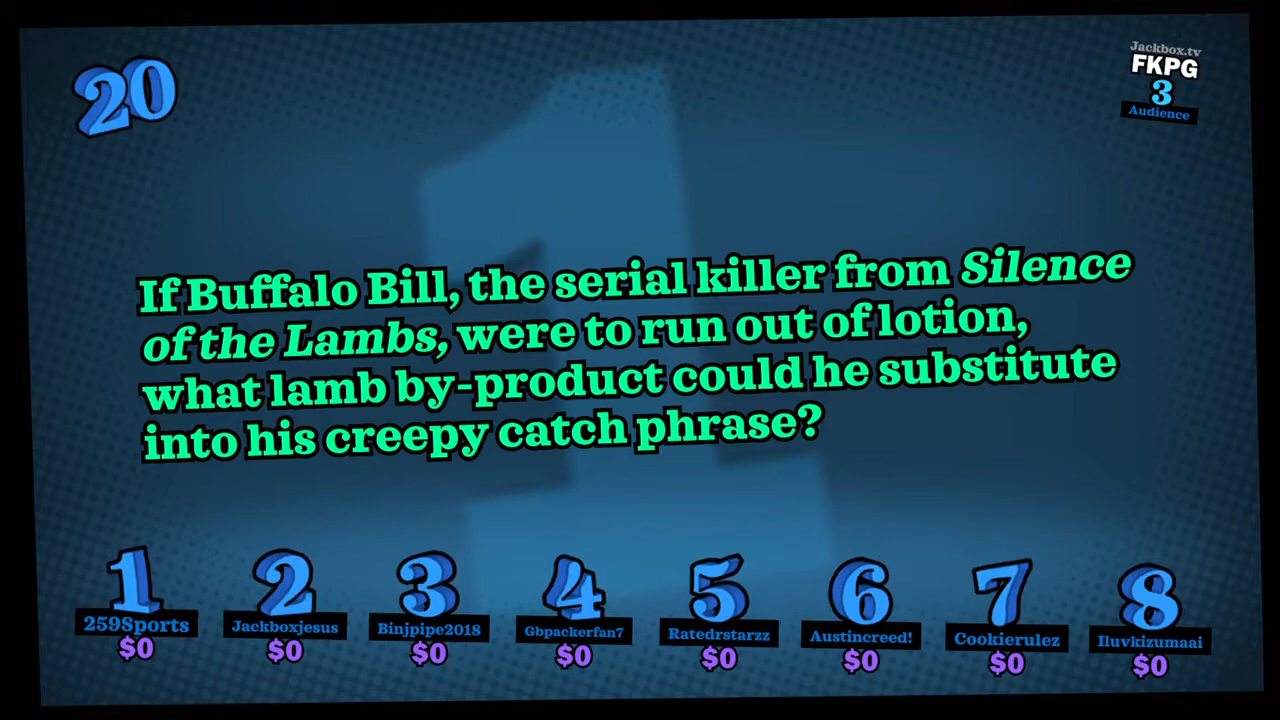 20
Jackbox.tv
FKPG
3
Audience
If Buffalo Bill, the serial killer from Silence
of the Lambs, were to run out of lotion,
what lamb by-product could he substitute
into his creepy catch phrase?
1 2 3 4 5 6 7 8
2598ports Jackboxjesus Binjpipe2018 Gbpackerfan7 Ratedrstarzz Austincreed! Cookierulez Iluvkizumaai
$0 $0 $0 $0 $0 $0 $0 $0